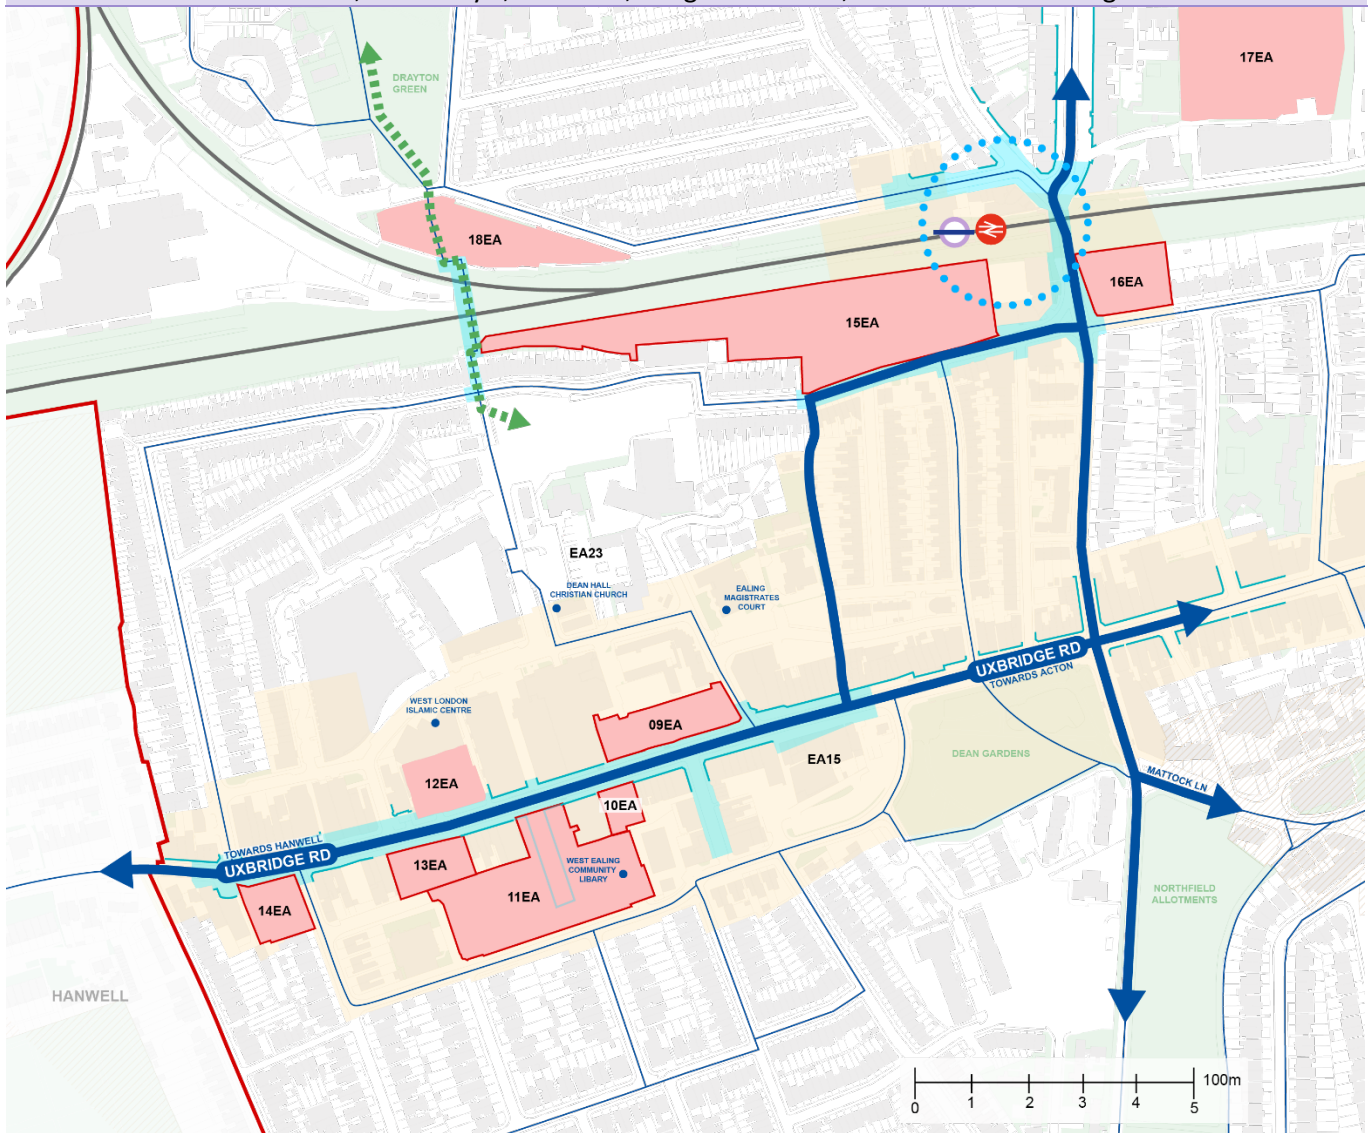 17EA
DRAYTON
GREEN
18EA
16EA
15EA
EA23
DEAN HALL
CHRISTIAN CHURCH
EALING
MAGISTRATES
COURT
UXBRIDGE RD
TOWARDS ACTON
WEST LONDON
ISLAMIC CENTRE
09EA
EA15
DEAN GARDENS
12EA
MATTOCK LN
10EA
TOWARDS HANWELL
UXBRIDGE RD
13EA
WEST EALING
COMMUNITY
LIBARY
11EA
14EA
NORTHFIELD
ALLOTMENTS
HANWELL
100m
0 1 2 3 4 5